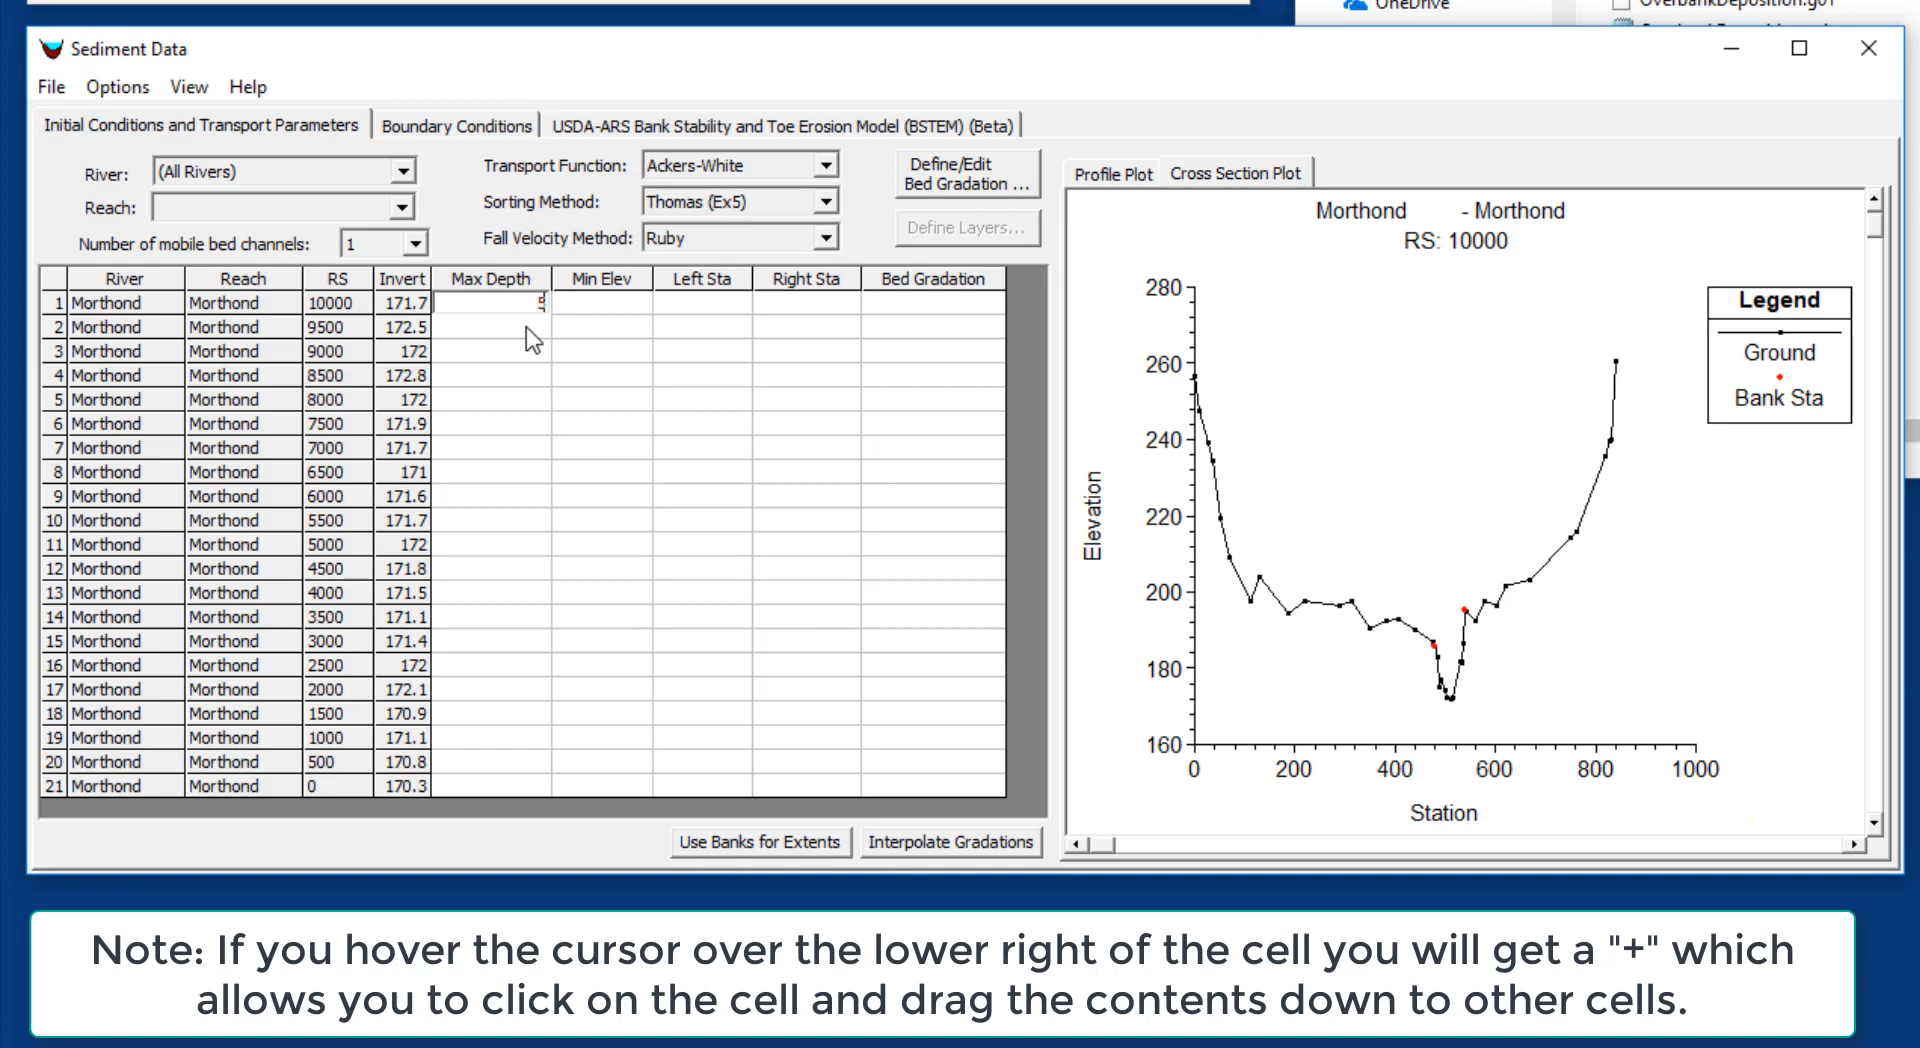 OneDrive
OverbankDeposition.g01
Sediment Data
File Options View Help
Initial Conditions and Transport Parameters Boundary Conditions USDA-ARS Bank Stability and Toe Erosion Model (BSTEM) (Beta)
River: (All Rivers) Transport Function: Ackers-White Define/Edit Bed Gradation ...
Reach: Sorting Method: Thomas (Ex5)
Number of mobile bed channels: 1 Fall Velocity Method: Ruby Define Layers...
River Reach RS Invert Max Depth Min Elev Left Sta Right Sta Bed Gradation
1 Morthond Morthond 10000 171.7
2 Morthond Morthond 9500 172.5
3 Morthond Morthond 9000 172
4 Morthond Morthond 8500 172.8
5 Morthond Morthond 8000 172
6 Morthond Morthond 7500 171.9
7 Morthond Morthond 7000 171.7
8 Morthond Morthond 6500 171
9 Morthond Morthond 6000 171.6
10 Morthond Morthond 5500 171.7
11 Morthond Morthond 5000 172
12 Morthond Morthond 4500 171.8
13 Morthond Morthond 4000 171.5
14 Morthond Morthond 3500 171.1
15 Morthond Morthond 3000 171.4
16 Morthond Morthond 2500 172
17 Morthond Morthond 2000 172.1
18 Morthond Morthond 1500 170.9
19 Morthond Morthond 1000 171.1
20 Morthond Morthond 500 170.8
21 Morthond Morthond 0 170.3
Use Banks for Extents Interpolate Gradations
Profile Plot Cross Section Plot
Morthond - Morthond
RS: 10000
280
260
240
220
200
180
160
Elevation
0 200 400 600 800 1000
Station
Legend
Ground
Bank Sta
Note: If you hover the cursor over the lower right of the cell you will get a "+" which
allows you to click on the cell and drag the contents down to other cells.